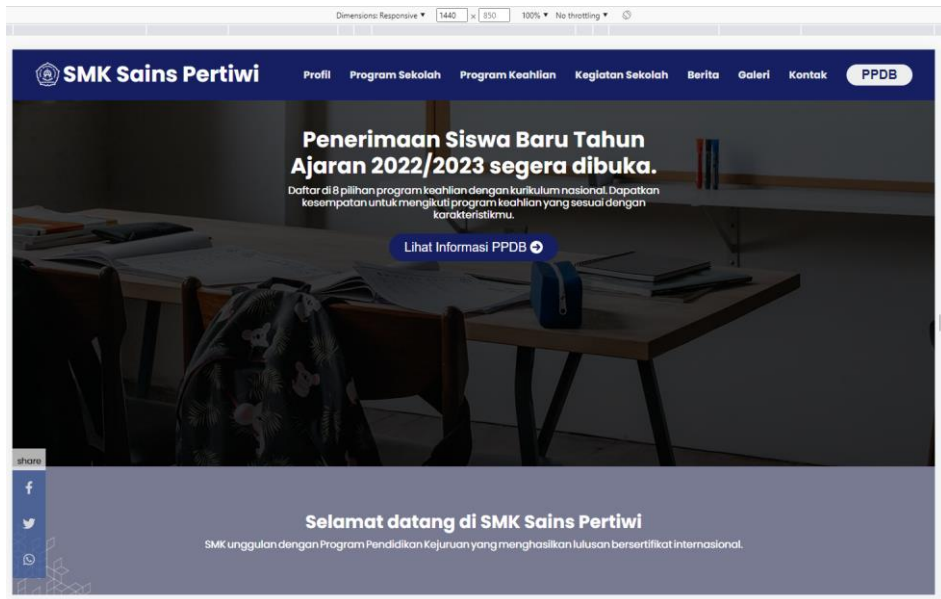 Dimensions: Responsive ▼ 1440 x 850 100% ▼ No throttling ▼
SMK Sains Pertiwi Profil Program Sekolah Program Keahlian Kegiatan Sekolah Berita Galeri Kontak PPDB
Penerimaan Siswa Baru Tahun
Ajaran 2022/2023 segera dibuka.
Daftar di 8 pilihan program keahlian dengan kurikulum nasional. Dapatkan
kesempatan untuk mengikuti program keahlian yang sesuai dengan
karakteristikmu.
Lihat Informasi PPDB
share
Selamat datang di SMK Sains Pertiwi
SMK unggulan dengan Program Pendidikan Kejuruan yang menghasilkan lulusan bersertifikat internasional.